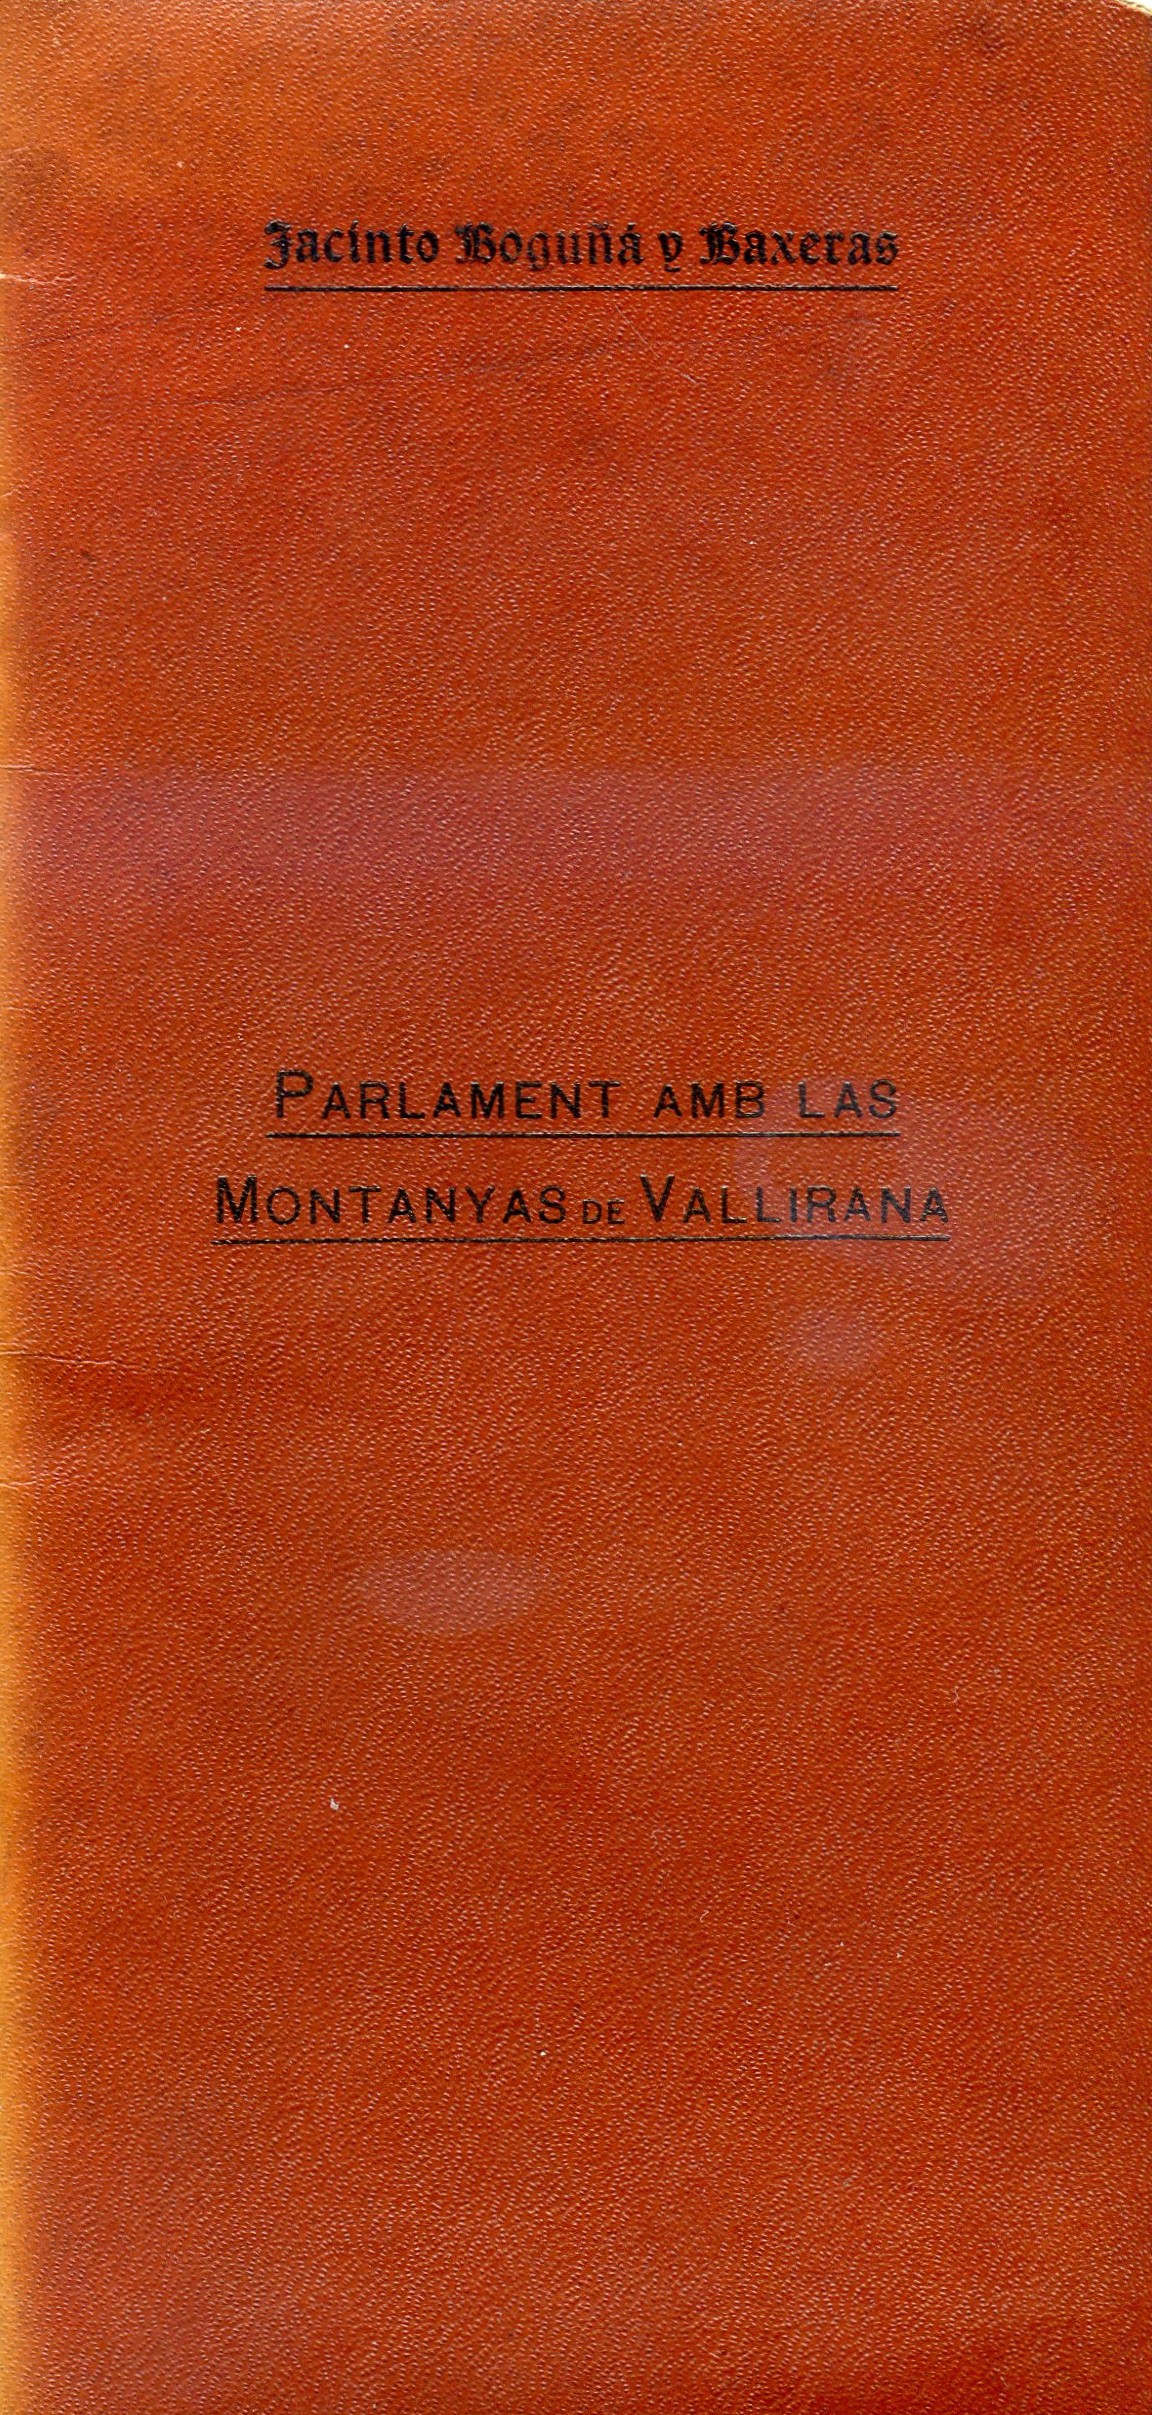 Jacinto Boguñá y Baxeras
PARLAMENT AMB LAS
MONTANYAS DE VALLIRANA